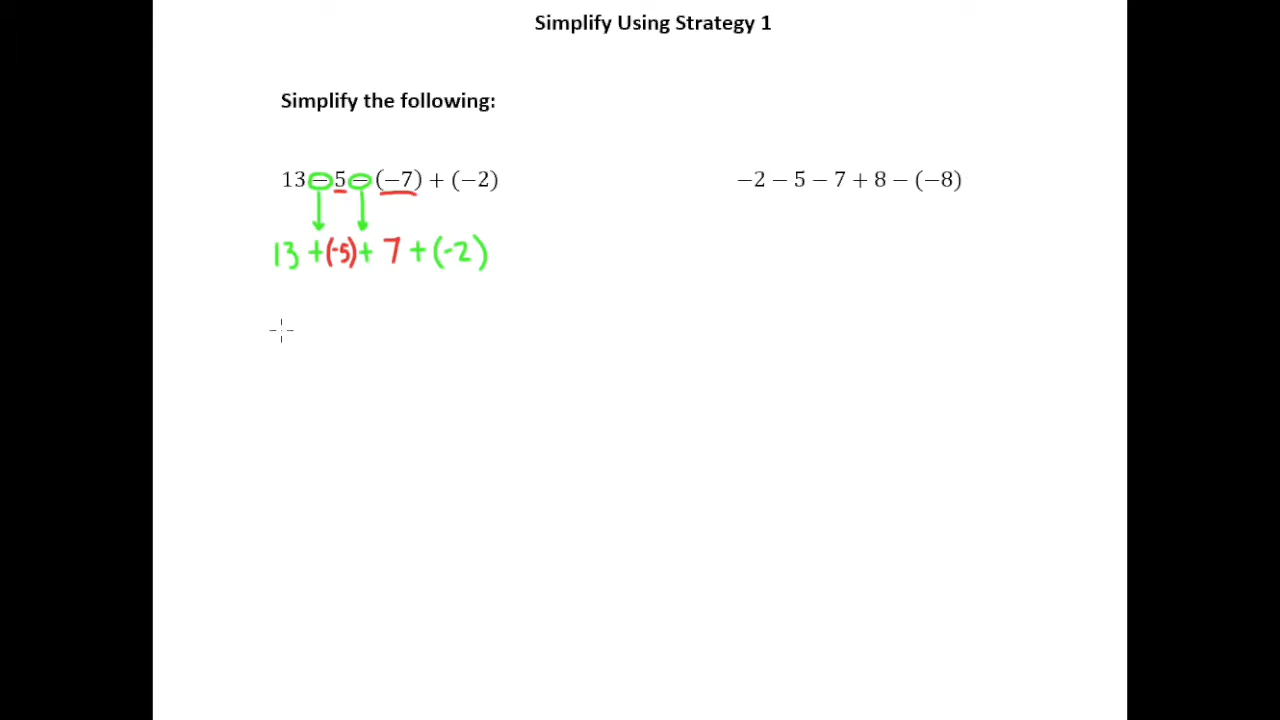 Simplify Using Strategy 1
Simplify the following:
13 − 5 − (−7) + (−2)
−2 − 5 − 7 + 8 − (−8)
13 + (-5) + 7 + (-2)